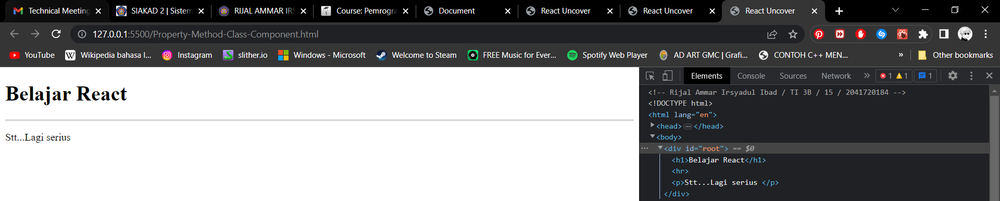 Technical Meeting
SIAKAD 2 | Sistem
RIJAL AMMAR IRS
Course: Pemrogra
Document
React Uncover
React Uncover
React Uncover
127.0.0.1:5500/Property-Method-Class-Component.html
YouTube
Wikipedia bahasa I...
Instagram
slither.io
Windows - Microsoft
Welcome to Steam
FREE Music for Ever...
Spotify Web Player
AD ART GMC | Grafi...
CONTOH C++ MEN...
»
Other bookmarks
Belajar React
Stt...Lagi serius
Elements
Console
Sources
Network
»
1
1
1
<!-- Rijal Ammar Irsyadul Ibad / TI 3B / 15 / 2041720184 -->
<!DOCTYPE html>
<html lang="en">
<head>…</head>
<body>
<div id="root"> == $0
<h1>Belajar React</h1>
<hr>
<p>Stt...Lagi serius </p>
</div>